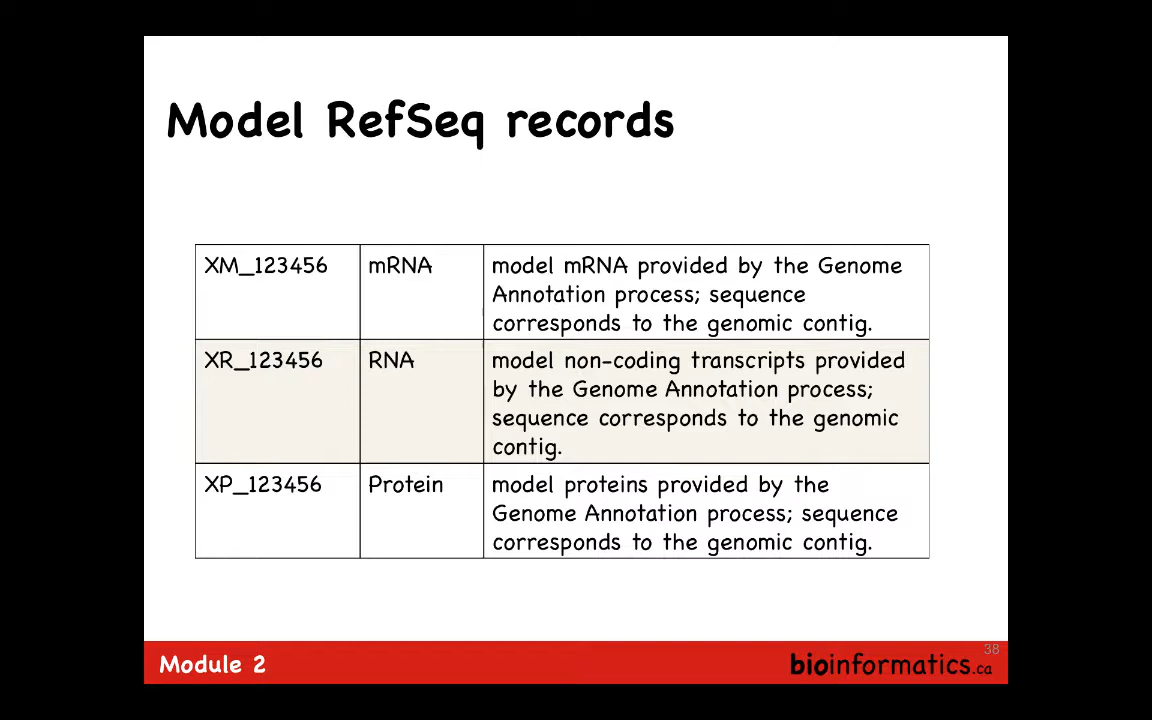 Model RefSeq records
XM_123456 mRNA model mRNA provided by the Genome
Annotation process; sequence
corresponds to the genomic contig.
XR_123456 RNA model non-coding transcripts provided
by the Genome Annotation process;
sequence corresponds to the genomic
contig.
XP_123456 Protein model proteins provided by the
Genome Annotation process; sequence
corresponds to the genomic contig.
38
Module 2 bioinformatics.ca